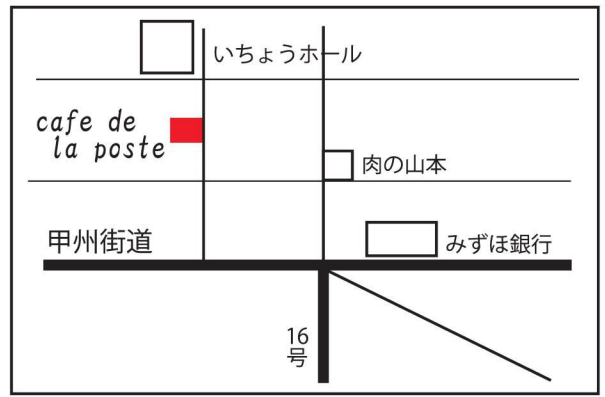 いちょうホール
cafe de
la poste
肉の山本
甲州街道
みずほ銀行
16
号